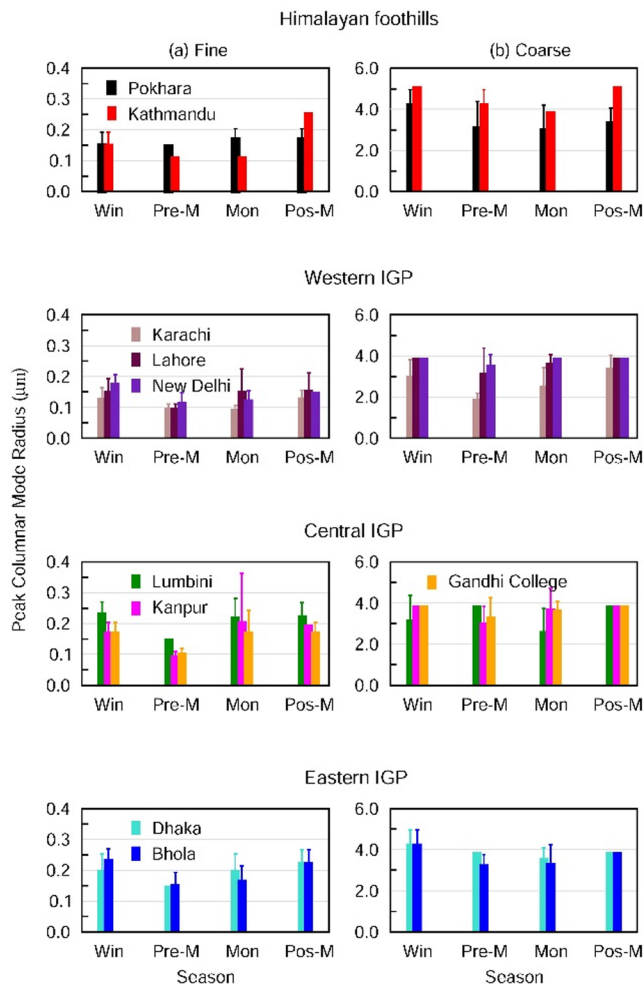 Himalayan foothills
(a) Fine
(b) Coarse
0.4
0.3
0.2
0.1
0.0
Pokhara
Kathmandu
Win Pre-M Mon Pos-M
6.0
4.0
2.0
0.0
Win Pre-M Mon Pos-M
Western IGP
0.4
0.3
0.2
0.1
0.0
Karachi
Lahore
New Delhi
Win Pre-M Mon Pos-M
6.0
4.0
2.0
0.0
Win Pre-M Mon Pos-M
Peak Columnar Mode Radius (µm)
Central IGP
0.4
0.3
0.2
0.1
0.0
Lumbini
Kanpur
Win Pre-M Mon Pos-M
6.0
4.0
2.0
0.0
Gandhi College
Win Pre-M Mon Pos-M
Eastern IGP
0.4
0.3
0.2
0.1
0.0
Dhaka
Bhola
Win Pre-M Mon Pos-M
Season
6.0
4.0
2.0
0.0
Win Pre-M Mon Pos-M
Season